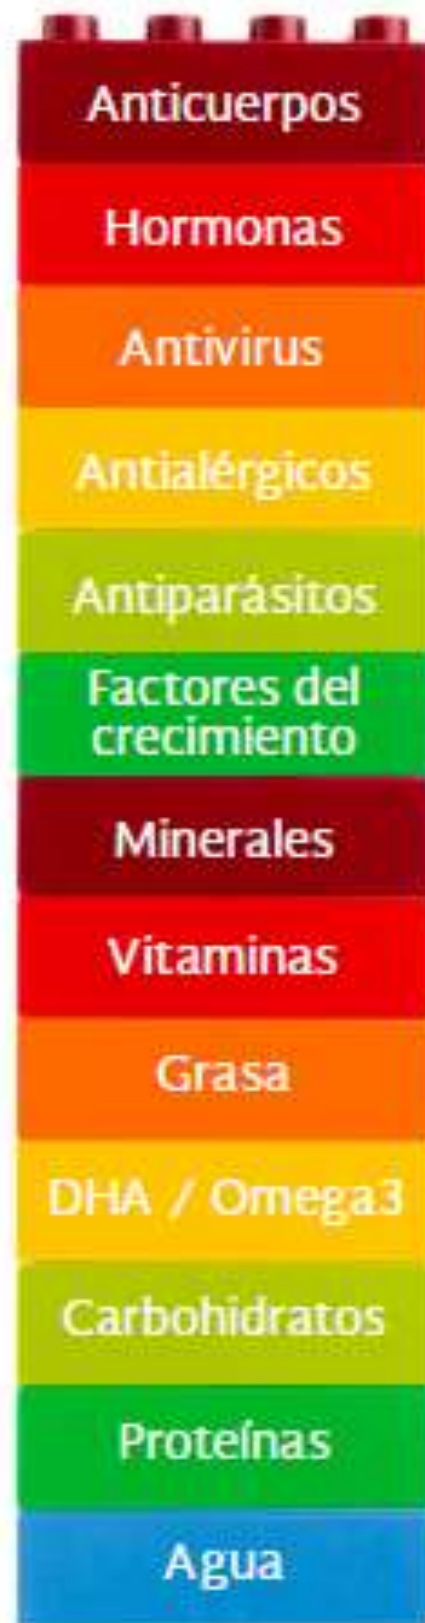 Anticuerpos
Hormonas
Antivirus
Antialérgicos
Antiparásitos
Factores del
crecimiento
Minerales
Vitaminas
Grasa
DHA / Omega3
Carbohidratos
Proteínas
Agua